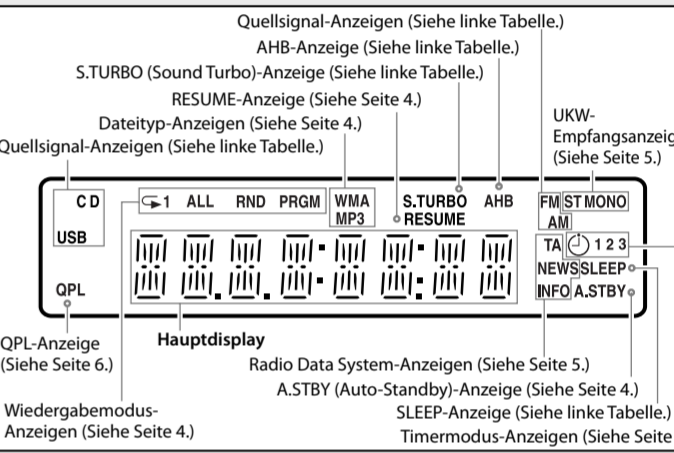 Quellsignal-Anzeigen (Siehe linke Tabelle.)
AHB-Anzeige (Siehe linke Tabelle.)
S.TURBO (Sound Turbo)-Anzeige (Siehe linke Tabelle.)
RESUME-Anzeige (Siehe Seite 4.)
Dateityp-Anzeigen (Siehe Seite 4.)
Quellsignal-Anzeigen (Siehe linke Tabelle.)
UKW-
Empfangsanzeig
(Siehe Seite 5.)
CD
USB
QPL
1 ALL RND PRGM
WMA
MP3
S.TURBO AHB
RESUME
FM ST MONO
AM
TA 1 2 3
NEWS SLEEP
INFO A.STBY
QPL-Anzeige
(Siehe Seite 6.)
Hauptdisplay
Radio Data System-Anzeigen (Siehe Seite 5.)
A.STBY (Auto-Standby)-Anzeige (Siehe Seite 4.)
Wiedergabemodus-
Anzeigen (Siehe Seite 4.)
SLEEP-Anzeige (Siehe linke Tabelle.)
Timermodus-Anzeigen (Siehe Seite